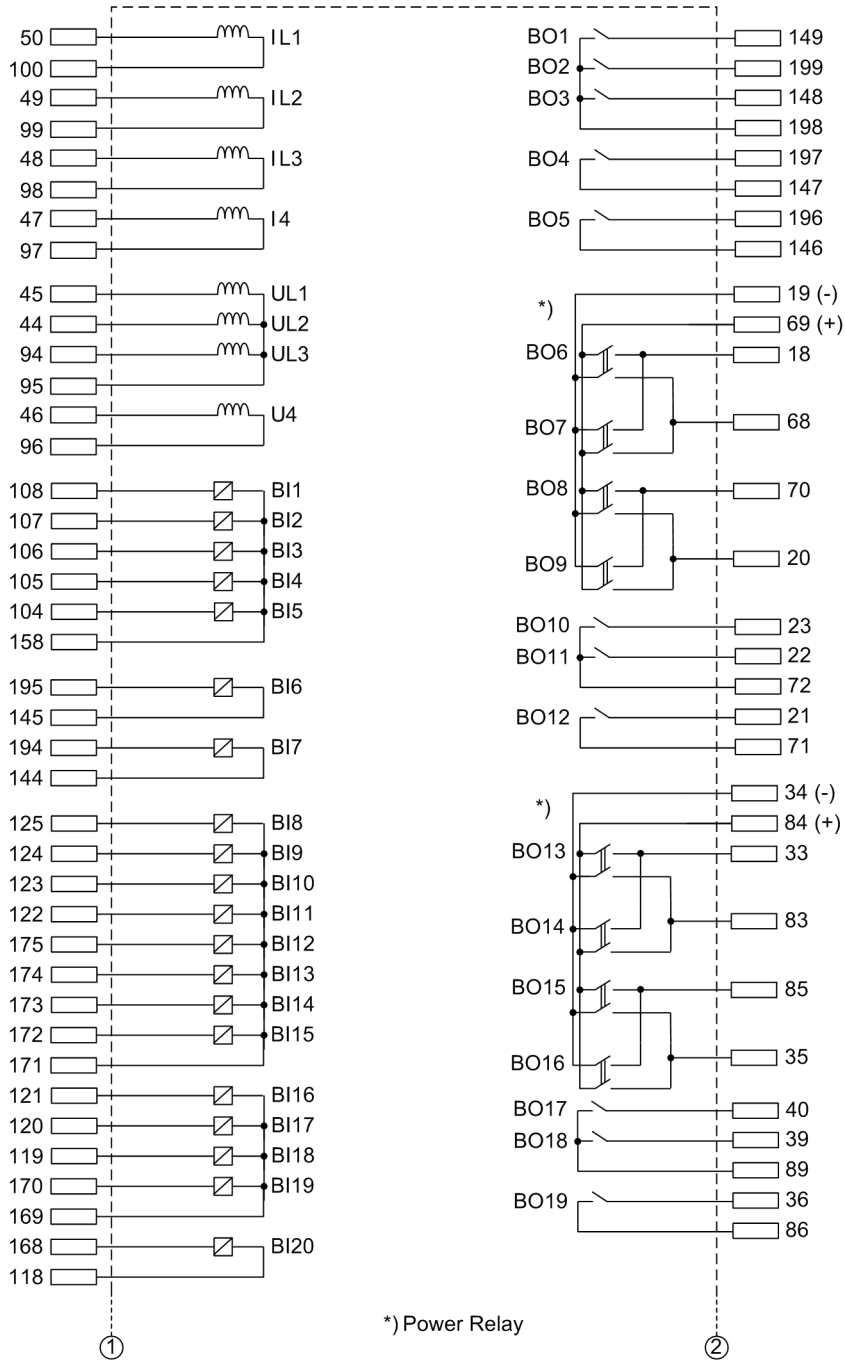 50 IL1 BO1 149
100 BO2 199
49 IL2 BO3 148
99 198
48 IL3 BO4 197
98 147
47 I4 BO5 196
97 146
45 UL1 19 (-)
*)
44 UL2 69 (+)
94 UL3 BO6 18
95
46 U4 BO7 68
96
108 BI1 BO8 70
107 BI2
106 BI3 BO9 20
105 BI4
104 BI5 BO10 23
158 BO11 22
195 BI6 72
145 BO12 21
194 BI7 71
144 34 (-)
*)
125 BI8 84 (+)
124 BI9 BO13 33
123 BI10
122 BI11 BO14 83
175 BI12
174 BI13 BO15 85
173 BI14
172 BI15 BO16 35
171
121 BI16 BO17 40
120 BI17 BO18 39
119 BI18 89
170 BI19 BO19 36
169 86
168 BI20
118
*) Power Relay
1 2